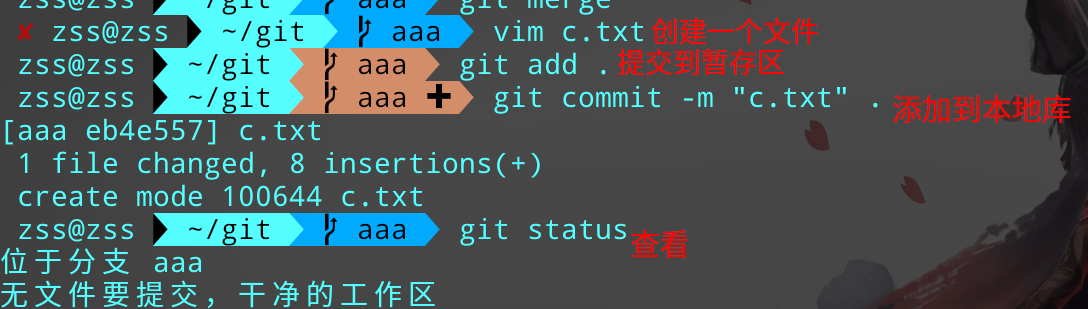 zss@zss ~/git aaa git merge
✘ zss@zss ~/git aaa vim c.txt 创建一个文件
zss@zss ~/git aaa git add . 提交到暂存区
zss@zss ~/git aaa ✚ git commit -m "c.txt" . 添加到本地库
[aaa eb4e557] c.txt
1 file changed, 8 insertions(+)
create mode 100644 c.txt
zss@zss ~/git aaa git status 查看
位于分支 aaa
无文件要提交，干净的工作区